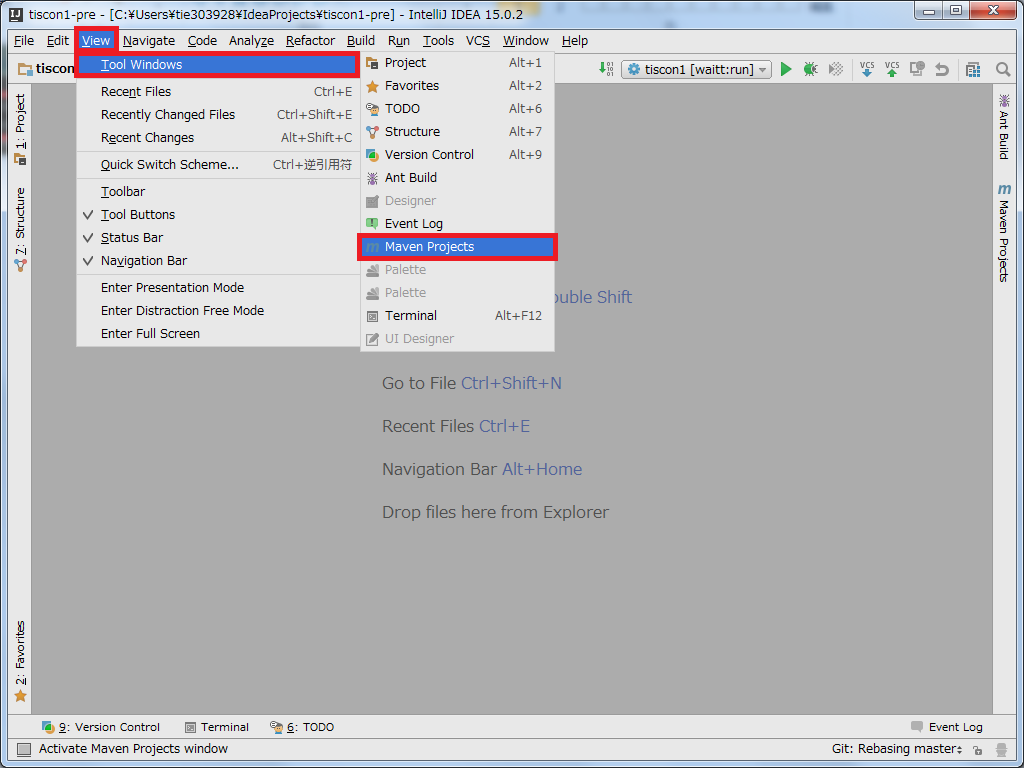 tiscon1-pre - [C:¥Users¥tie303928¥IdeaProjects¥tiscon1-pre] - IntelliJ IDEA 15.0.2
File Edit View Navigate Code Analyze Refactor Build Run Tools VCS Window Help
tiscon
tiscon1 [waitt:run]
VCS VCS
Tool Windows
Recent Files Ctrl+E
Recently Changed Files Ctrl+Shift+E
Recent Changes Alt+Shift+C
Quick Switch Scheme... Ctrl+逆引用符
Toolbar
Tool Buttons
Status Bar
Navigation Bar
Enter Presentation Mode
Enter Distraction Free Mode
Enter Full Screen
Project Alt+1
Favorites Alt+2
TODO Alt+6
Structure Alt+7
Version Control Alt+9
Ant Build
Designer
Event Log
Maven Projects
Palette
Palette
Terminal Alt+F12
UI Designer
1: Project
7: Structure
2: Favorites
Ant Build
Maven Projects
ouble Shift
Go to File Ctrl+Shift+N
Recent Files Ctrl+E
Navigation Bar Alt+Home
Drop files here from Explorer
9: Version Control Terminal 6: TODO Event Log
Activate Maven Projects window Git: Rebasing master